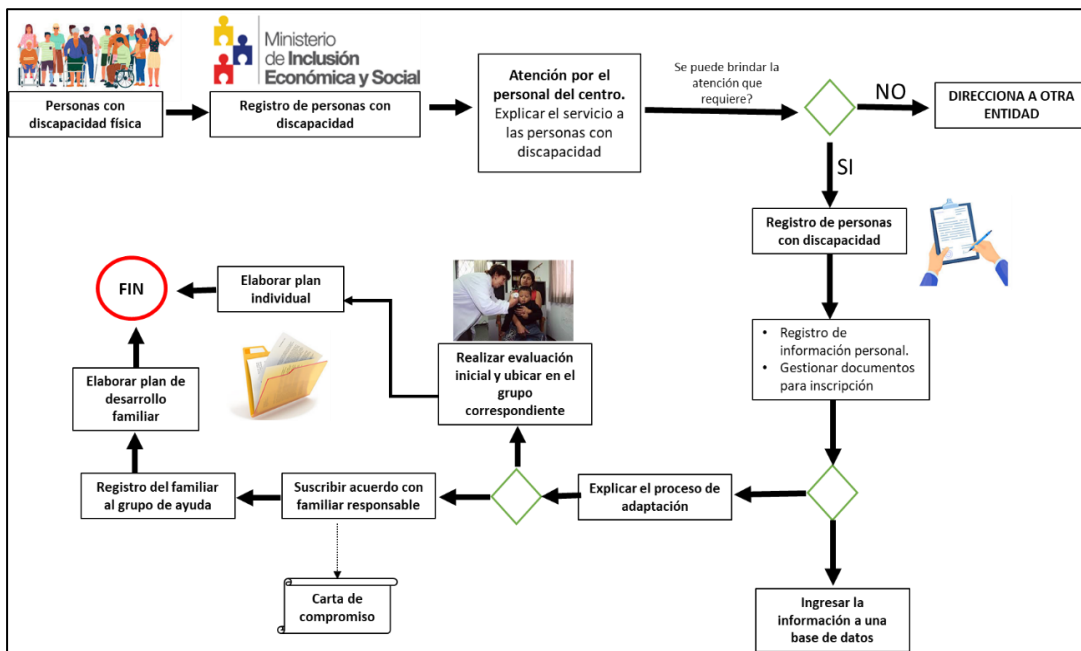 Ministerio
de Inclusión
Económica y Social
Personas con
discapacidad física
Registro de personas con
discapacidad
Atención por el
personal del centro.
Explicar el servicio a
las personas con
discapacidad
Se puede brindar la
atención que
requiere?
NO
DIRECCIONA A OTRA
ENTIDAD
SI
Registro de personas
con discapacidad
• Registro de
información personal.
• Gestionar documentos
para inscripción
Ingresar la
información a una
base de datos
Explicar el proceso de
adaptación
Realizar evaluación
inicial y ubicar en el
grupo
correspondiente
Elaborar plan
individual
FIN
Suscribir acuerdo con
familiar responsable
Carta de
compromiso
Registro del familiar
al grupo de ayuda
Elaborar plan de
desarrollo
familiar